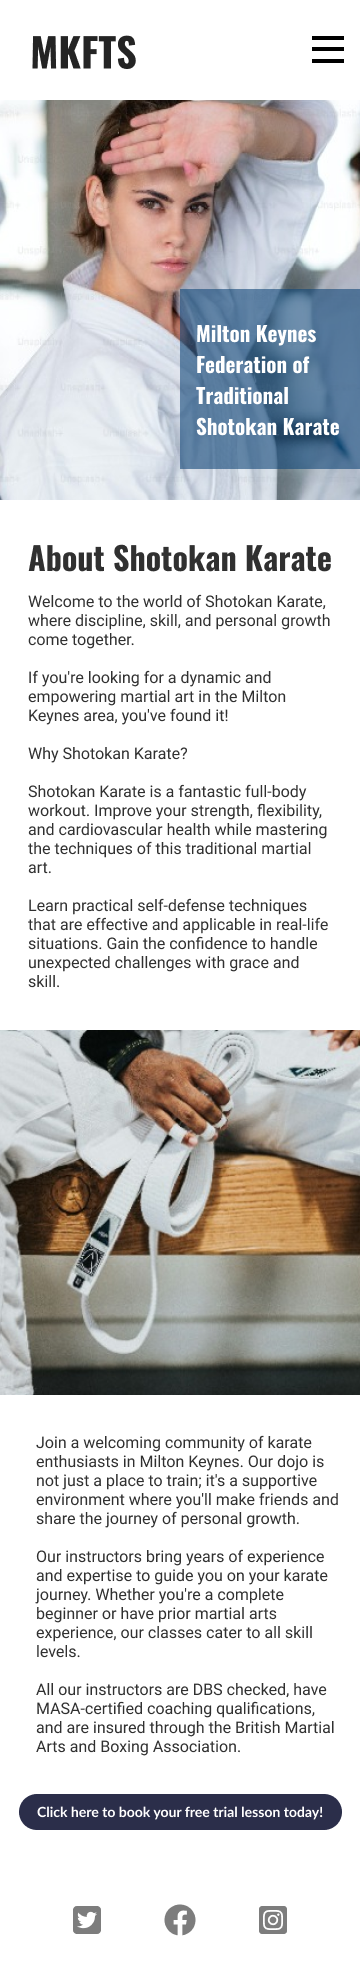 MKFTS
Milton Keynes
Federation of
Traditional
Shotokan Karate
About Shotokan Karate
Welcome to the world of Shotokan Karate,
where discipline, skill, and personal growth
come together.
If you're looking for a dynamic and
empowering martial art in the Milton
Keynes area, you've found it!
Why Shotokan Karate?
Shotokan Karate is a fantastic full-body
workout. Improve your strength, flexibility,
and cardiovascular health while mastering
the techniques of this traditional martial
art.
Learn practical self-defense techniques
that are effective and applicable in real-life
situations. Gain the confidence to handle
unexpected challenges with grace and
skill.
Join a welcoming community of karate
enthusiasts in Milton Keynes. Our dojo is
not just a place to train; it's a supportive
environment where you'll make friends and
share the journey of personal growth.
Our instructors bring years of experience
and expertise to guide you on your karate
journey. Whether you're a complete
beginner or have prior martial arts
experience, our classes cater to all skill
levels.
All our instructors are DBS checked, have
MASA-certified coaching qualifications,
and are insured through the British Martial
Arts and Boxing Association.
Click here to book your free trial lesson today!